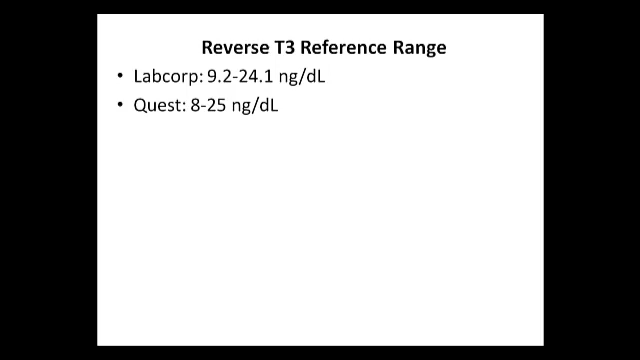 Reverse T3 Reference Range
• Labcorp: 9.2-24.1 ng/dL
• Quest: 8-25 ng/dL